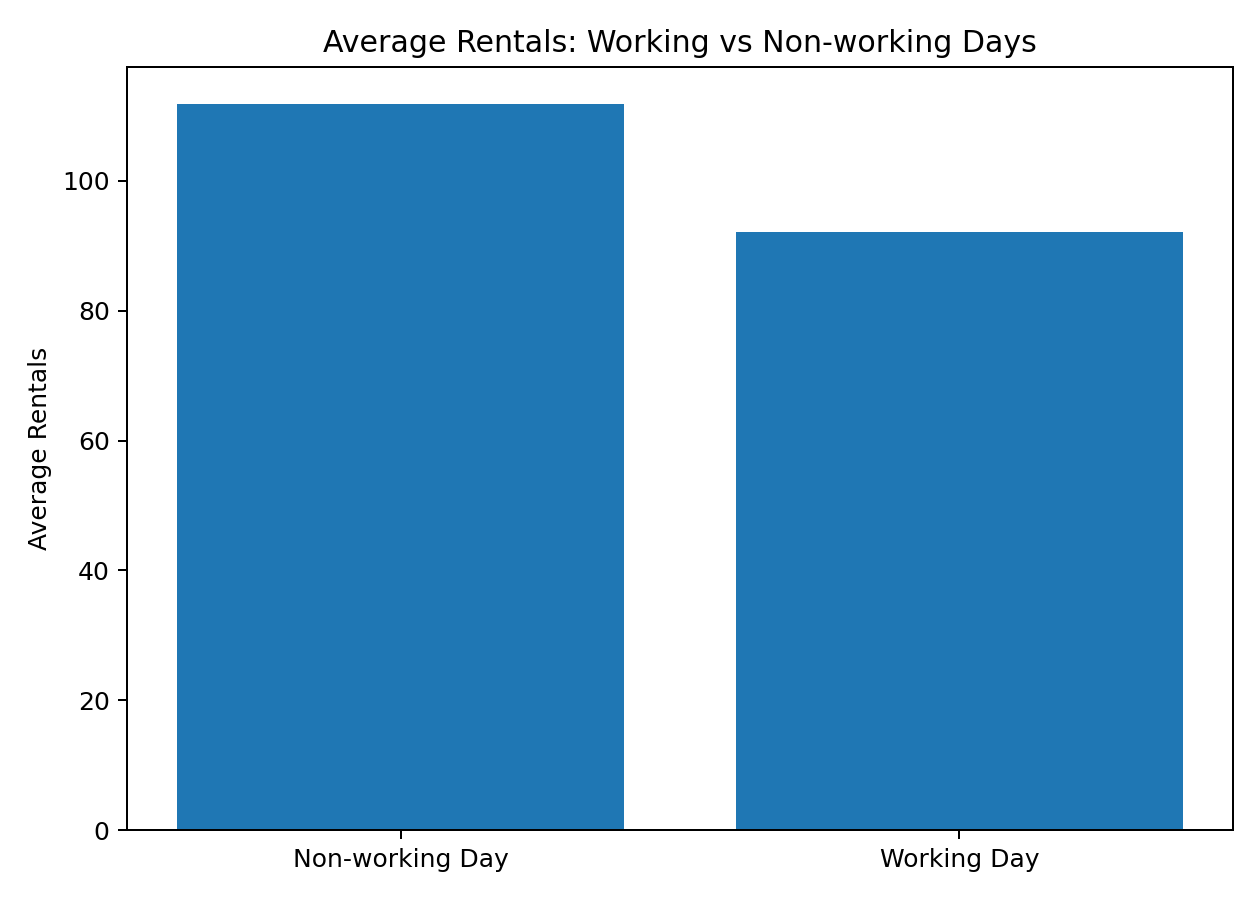 Average Rentals: Working vs Non-working Days
Average Rentals
100
80
60
40
20
0
Non-working Day
Working Day